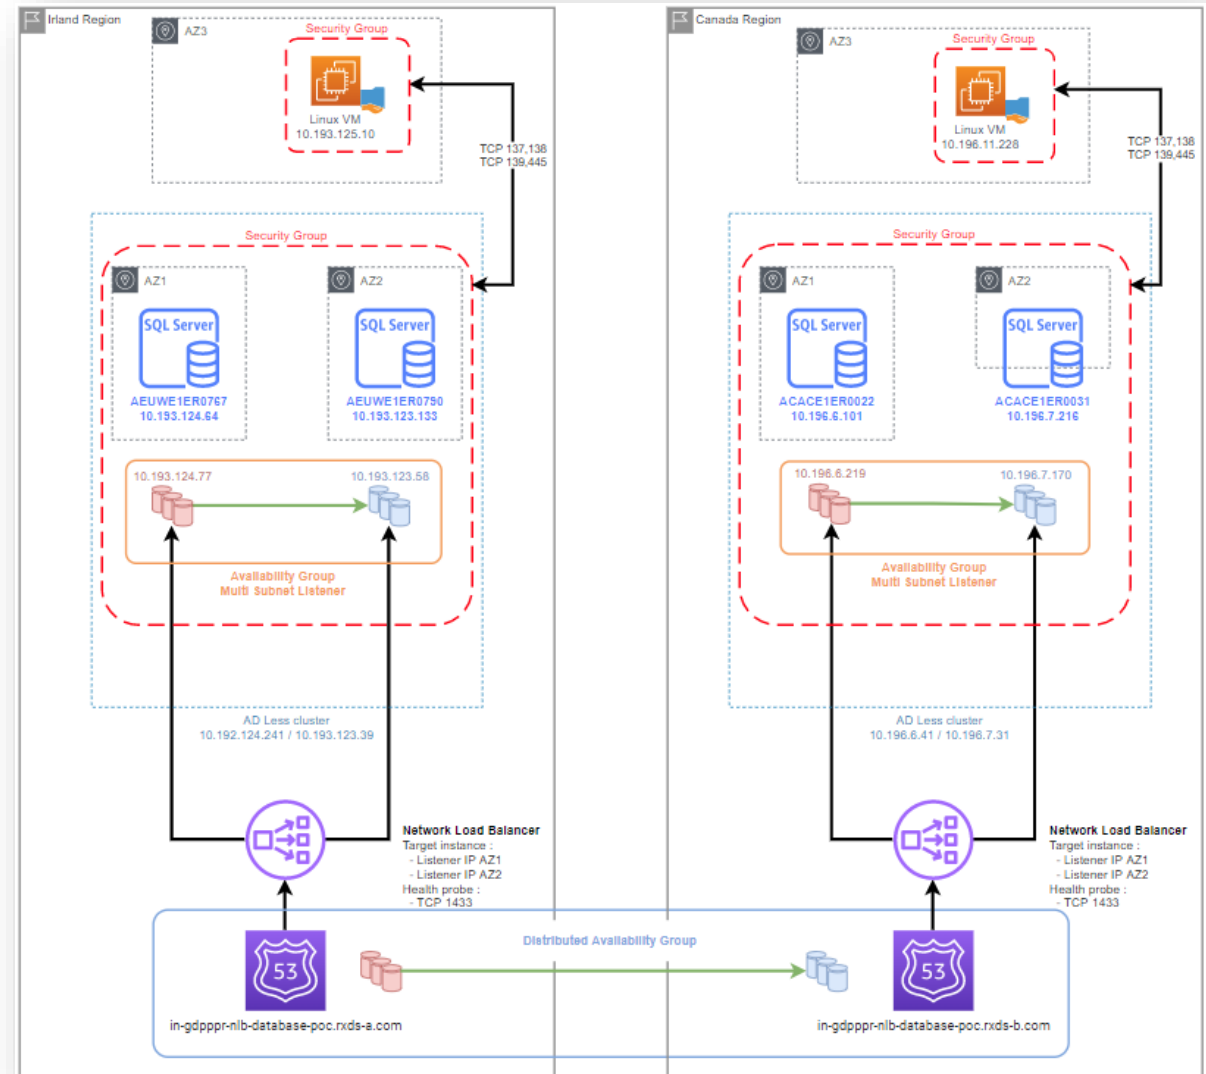 Irland Region
AZ3
Security Group
Linux VM
10.193.125.10
TCP 137,138
TCP 139,445
Security Group
AZ1
AZ2
SQL Server
SQL Server
AEUWE1ER0767
10.193.124.64
AEUWE1ER0790
10.193.123.133
10.193.124.77
10.193.123.58
Availability Group
Multi Subnet Listener
AD Less cluster
10.192.124.241 / 10.193.123.39
Network Load Balancer
Target instance :
- Listener IP AZ1
- Listener IP AZ2
Health probe :
- TCP 1433
Canada Region
AZ3
Security Group
Linux VM
10.196.11.228
TCP 137,138
TCP 139,445
Security Group
AZ1
AZ2
SQL Server
SQL Server
ACACE1ER0022
10.196.6.101
ACACE1ER0031
10.196.7.216
10.196.6.219
10.196.7.170
Availability Group
Multi Subnet Listener
AD Less cluster
10.196.6.41 / 10.196.7.31
Network Load Balancer
Target instance :
- Listener IP AZ1
- Listener IP AZ2
Health probe :
- TCP 1433
Distributed Availability Group
53
53
in-gdpppr-nlb-database-poc.rxds-a.com
in-gdpppr-nlb-database-poc.rxds-b.com